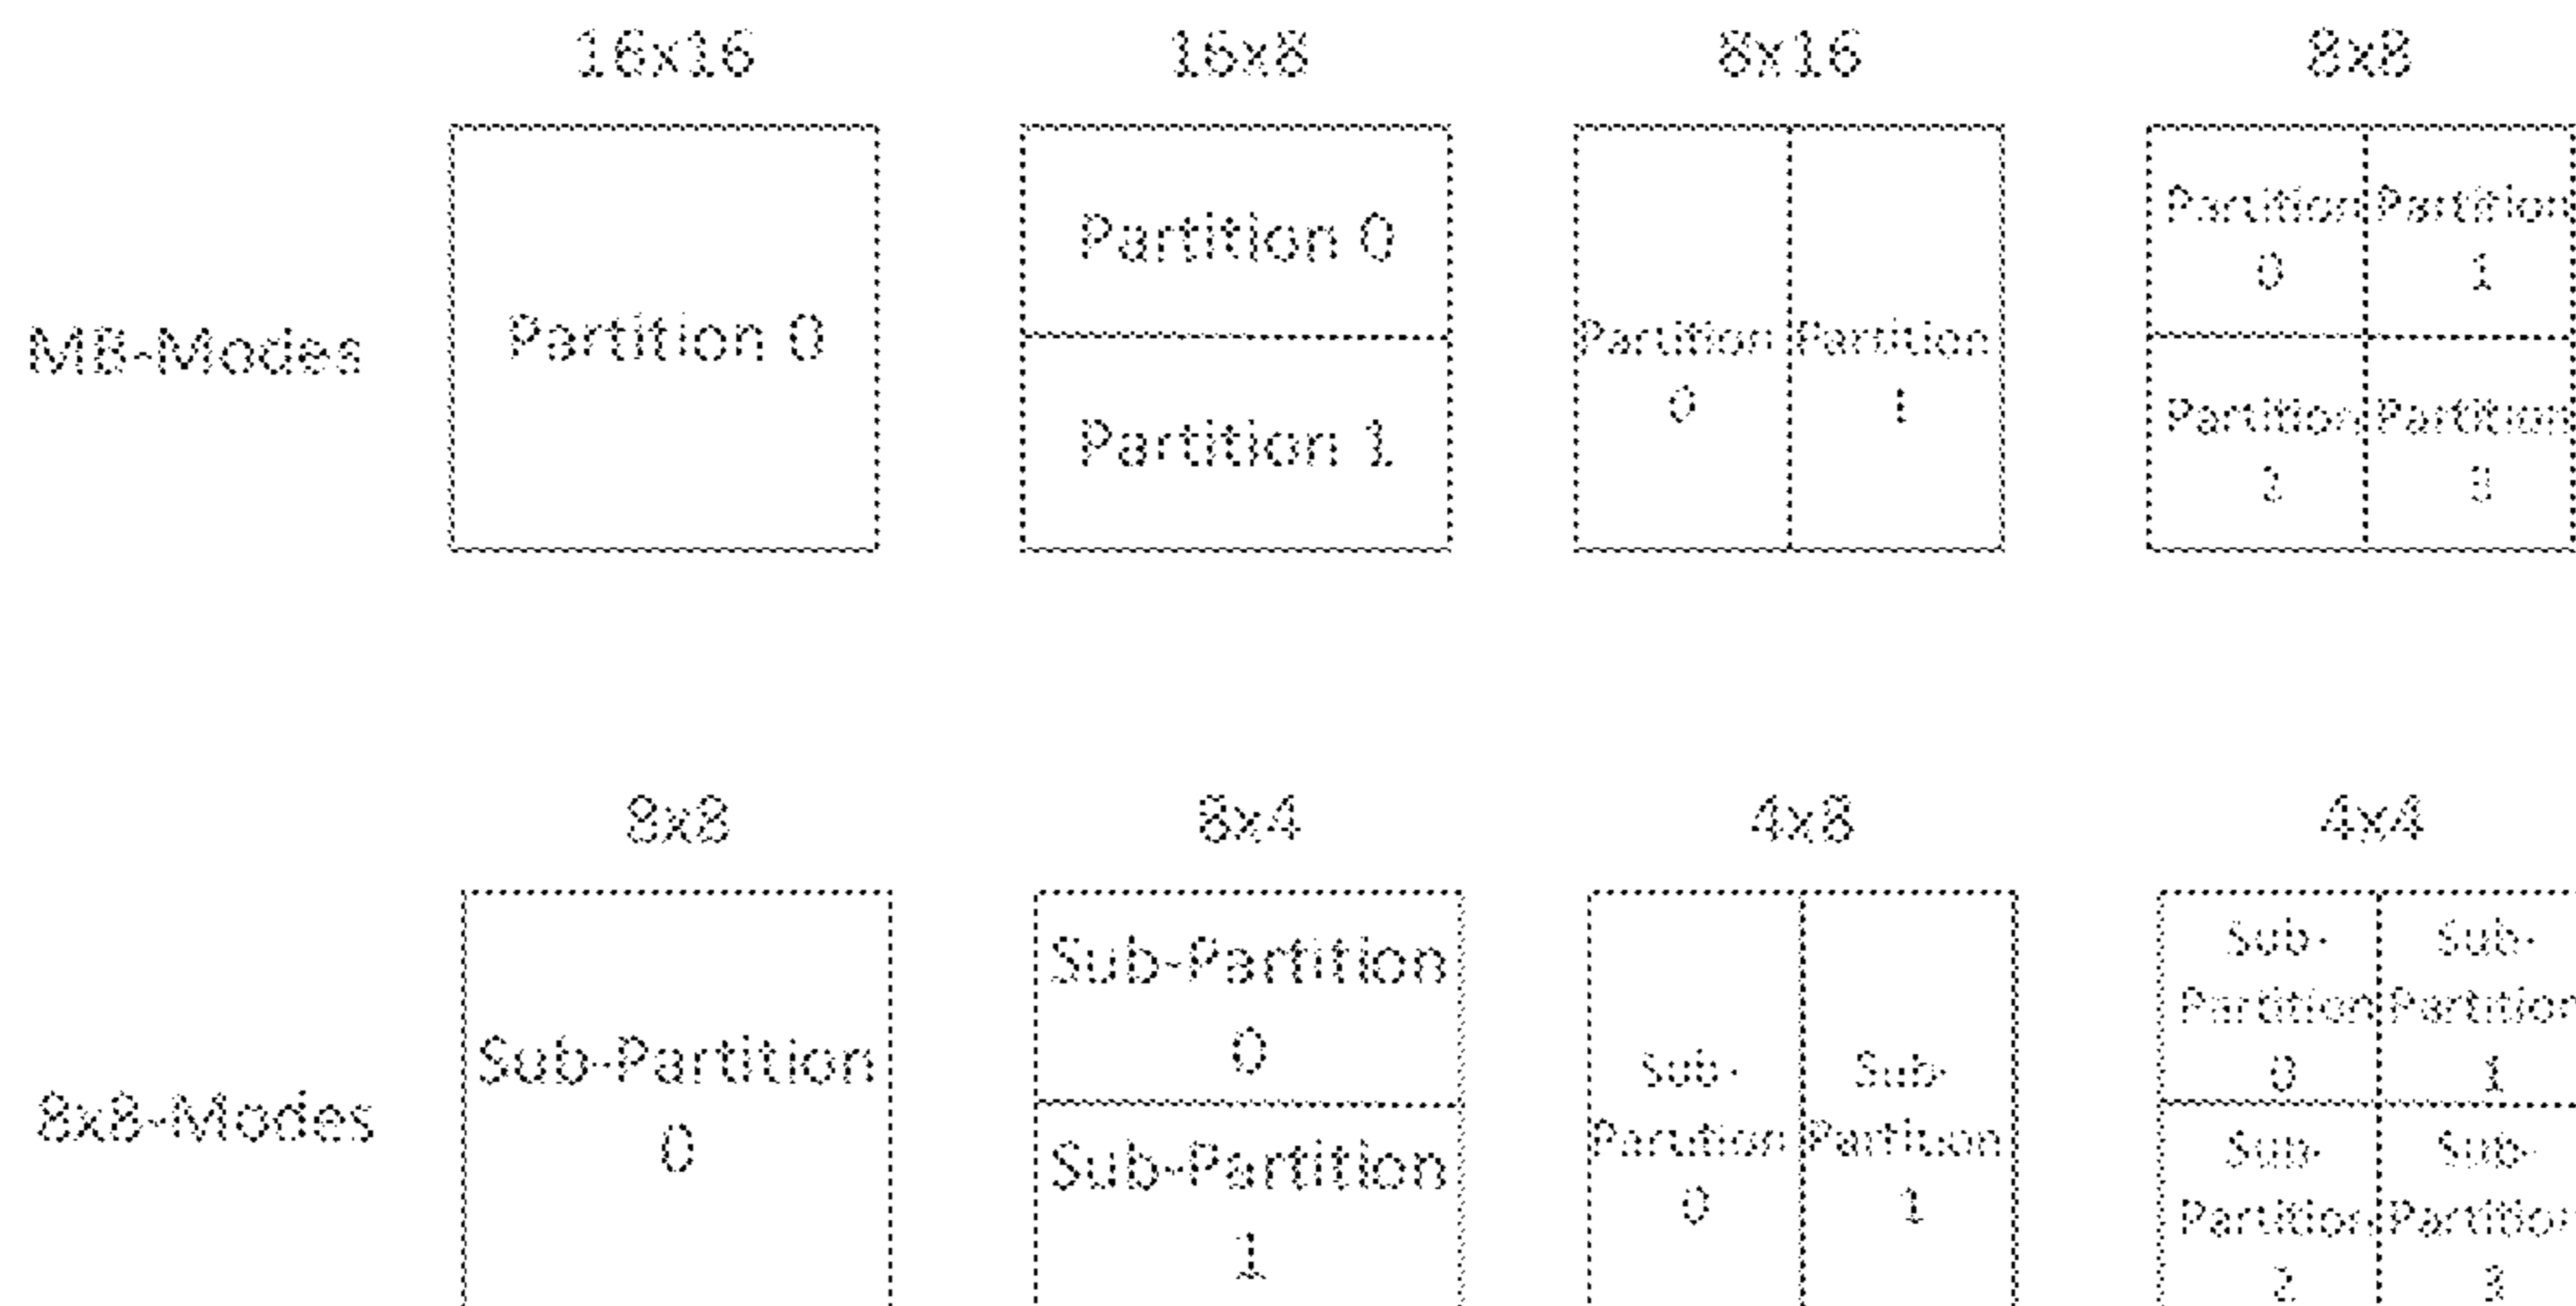 16x16 16x8 8x16 8x8
Partition 0
Partition 0
Partition 1
Partition Partition
0 1
Partition Partition
0 1
Partition Partition
2 3
MB-Modes
8x8 8x4 4x8 4x4
Sub-Partition
0
Sub-Partition
0
Sub-Partition
1
Sub- Sub-
Partition Partition
0 1
Sub- Sub-
Partition Partition
0 1
Sub- Sub-
Partition Partition
2 3
8x8-Modes